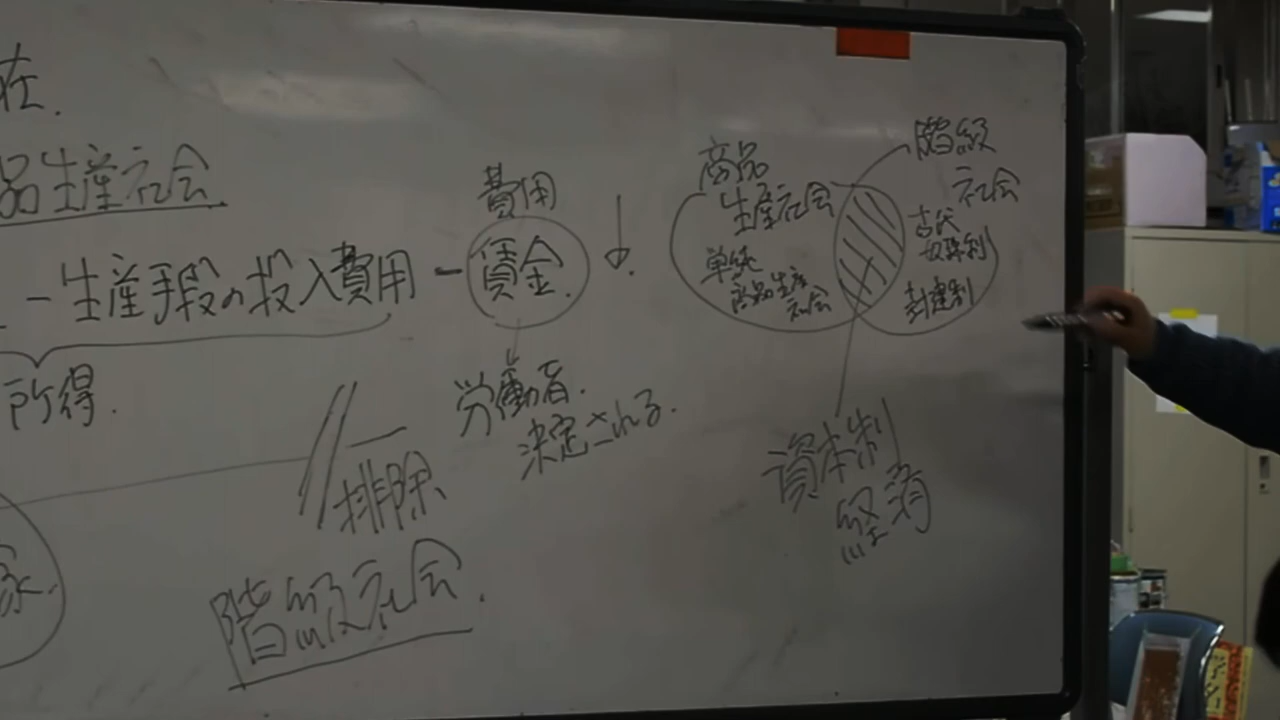 在.
品生産社会
－生産手段の投入費用－賃金.
費用
所得.
労働者.
決定される.
排除
階級社会.
家.
商品
生産社会
単純
商品生産
社会
階級
社会
古代
奴隷制
封建制
資本制
経済